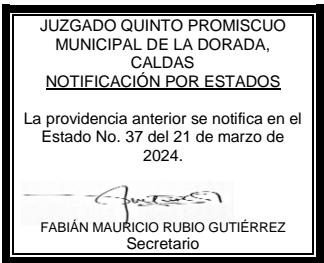 JUZGADO QUINTO PROMISCUO
MUNICIPAL DE LA DORADA,
CALDAS
NOTIFICACIÓN POR ESTADOS
La providencia anterior se notifica en el
Estado No. 37 del 21 de marzo de
2024.
FABIÁN MAURICIO RUBIO GUTIÉRREZ
Secretario